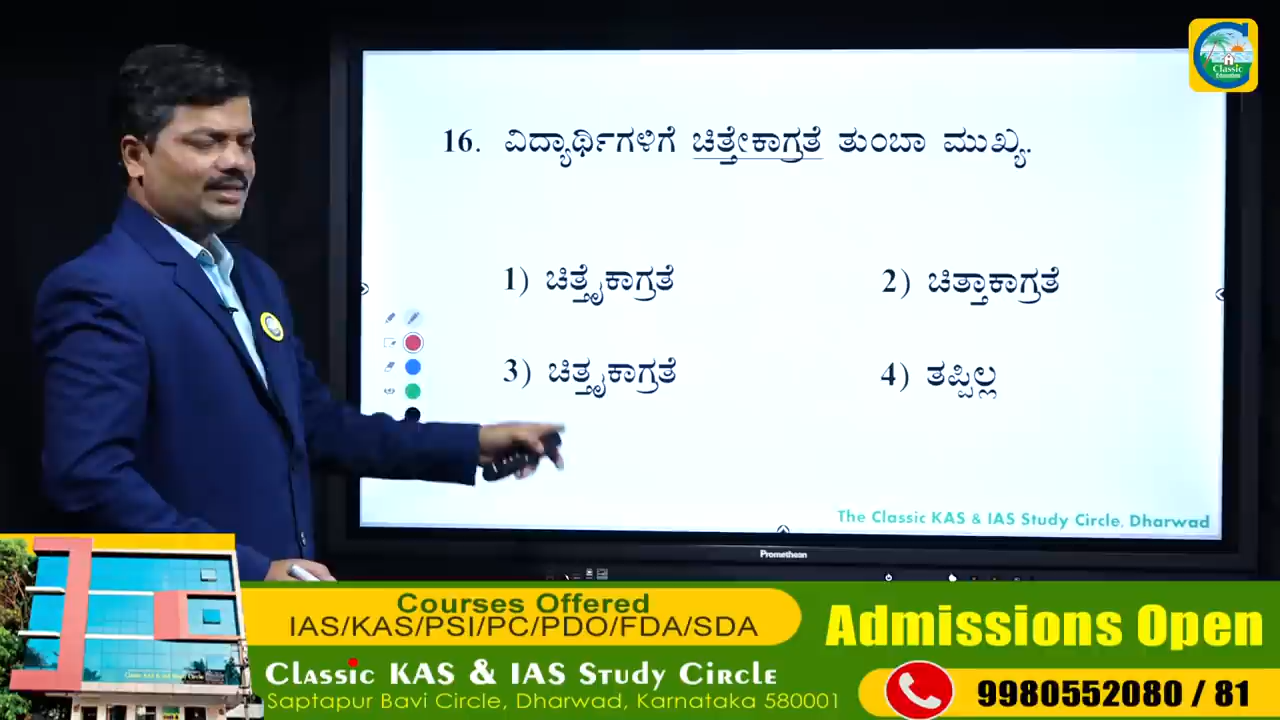 Classic
Education
16. ವಿದ್ಯಾರ್ಥಿಗಳಿಗೆ ಚಿತ್ತೇಕಾಗ್ರತೆ ತುಂಬಾ ಮುಖ್ಯ.
1) ಚಿತ್ತೈಕಾಗ್ರತೆ 2) ಚಿತ್ತಾಕಾಗ್ರತೆ
3) ಚಿತ್ತೃಕಾಗ್ರತೆ 4) ತಪ್ಪಿಲ್ಲ
The Classic KAS & IAS Study Circle, Dharwad
Promethean
Courses Offered
IAS/KAS/PSI/PC/PDO/FDA/SDA
Admissions Open
Classic KAS & IAS Study Circle
Saptapur Bavi Circle, Dharwad, Karnataka 580001
9980552080 / 81